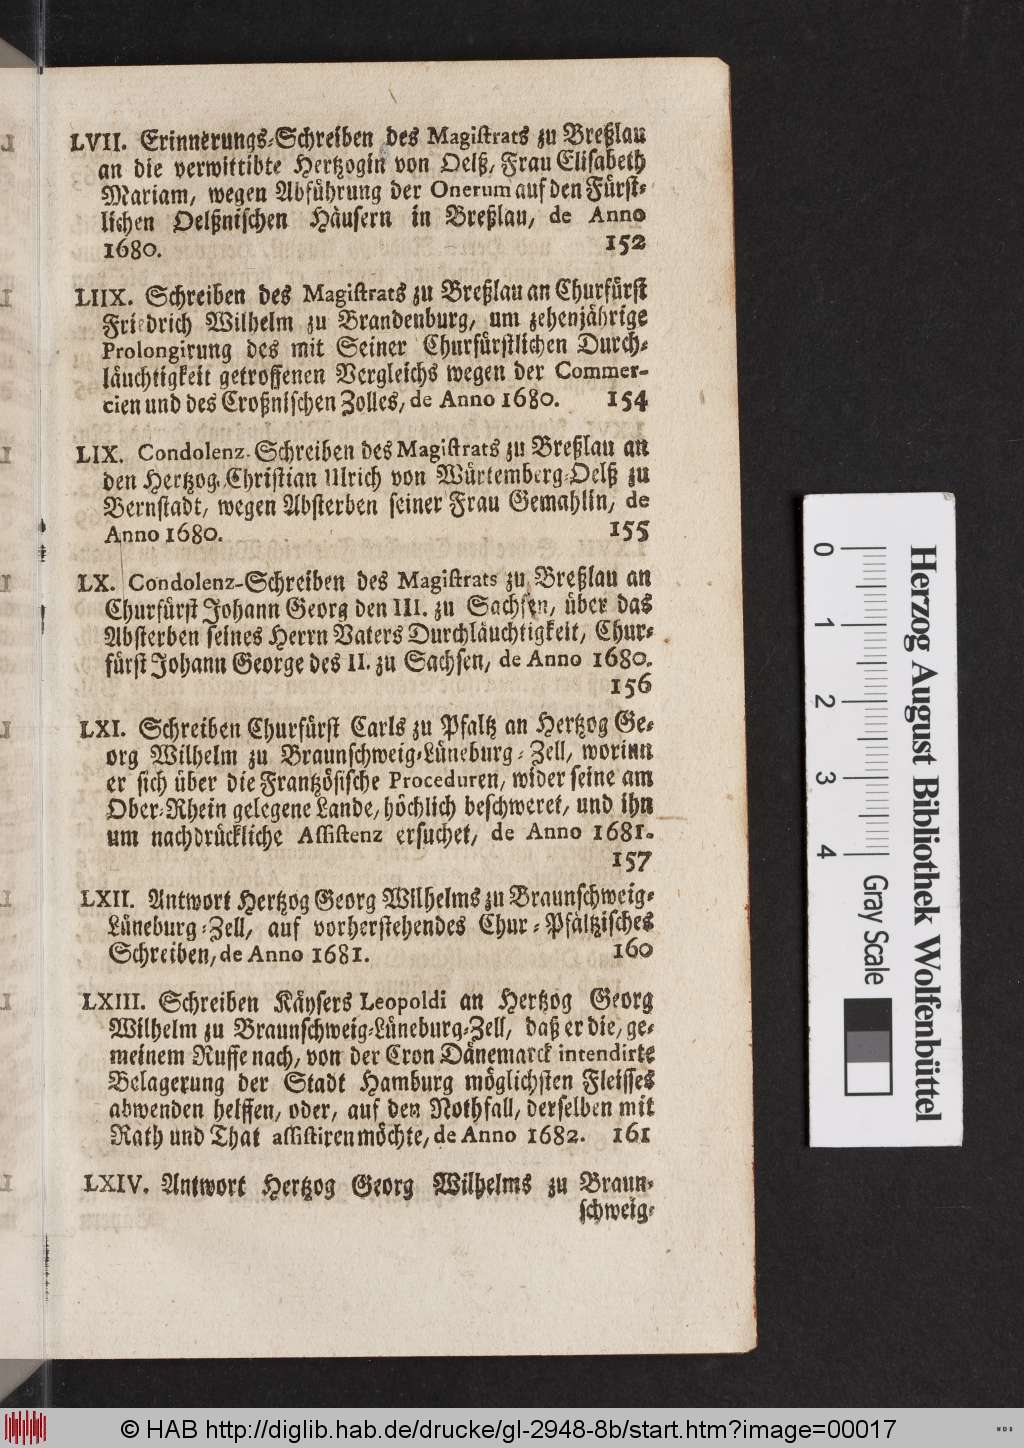 LVII. Erinnerungs-Schreiben des Magistrats zu Breßlau
an die verwittibte Hertzogin von Oelß, Frau Elisabeth
Mariam, wegen Abführung der Onerum auf den Fürst-
lichen Oelßnischen Häusern in Breßlau, de Anno
1680. 152
LIIX. Schreiben des Magistrats zu Breßlau an Churfürst
Friedrich Wilhelm zu Brandenburg, um zehenjährige
Prolongirung des mit Seiner Churfürstlichen Durch-
läuchtigkeit getroffenen Vergleichs wegen der Commer-
cien und des Croßnischen Zolles, de Anno 1680. 154
LIX. Condolenz-Schreiben des Magistrats zu Breßlau an
den Hertzog Christian Ulrich von Würtemberg-Oelß zu
Bernstadt, wegen Absterben seiner Frau Gemahlin, de
Anno 1680. 155
LX. Condolenz-Schreiben des Magistrats zu Breßlau an
Churfürst Johann Georg den III. zu Sachsen, über das
Absterben seines Herrn Vaters Durchläuchtigkeit, Chur-
fürst Johann George des II. zu Sachsen, de Anno 1680.
156
LXI. Schreiben Churfürst Carls zu Pfaltz an Hertzog Ge-
org Wilhelm zu Braunschweig-Lüneburg-Zell, worinn
er sich über die Frantzösische Proceduren, wider seine am
Ober-Rhein gelegene Lande, höchlich beschweret, und ihn
um nachdrückliche Assistenz ersuchet, de Anno 1681.
157
LXII. Antwort Hertzog Georg Wilhelms zu Braunschweig-
Lüneburg-Zell, auf vorherstehendes Chur-Pfältzisches
Schreiben, de Anno 1681. 160
LXIII. Schreiben Käysers Leopoldi an Hertzog Georg
Wilhelm zu Braunschweig-Lüneburg-Zell, daß er die, ge-
meinem Ruffe nach, von der Cron Dänemarck intendirte
Belagerung der Stadt Hamburg möglichsten Fleisses
abwenden helffen, oder, auf den Nothfall, derselben mit
Rath und That assistiren möchte, de Anno 1682. 161
LXIV. Antwort Hertzog Georg Wilhelms zu Braun-
schweig-
Herzog August Bibliothek Wolfenbüttel
0 1 2 3 4 Gray Scale
© HAB http://diglib.hab.de/drucke/gl-2948-8b/start.htm?image=00017